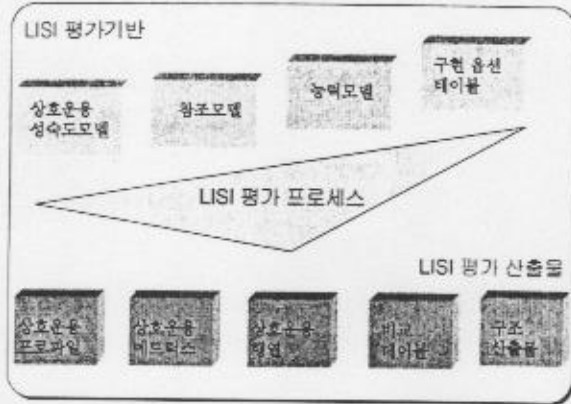 LISI 평가기반
상호운용
성숙도모델
참조모델
능력모델
구현 옵션
테이블
LISI 평가 프로세스
LISI 평가 산출물
상호운용
프로파일
상호운용
메트릭스
상호운용
비교
테이블
구조
산출물